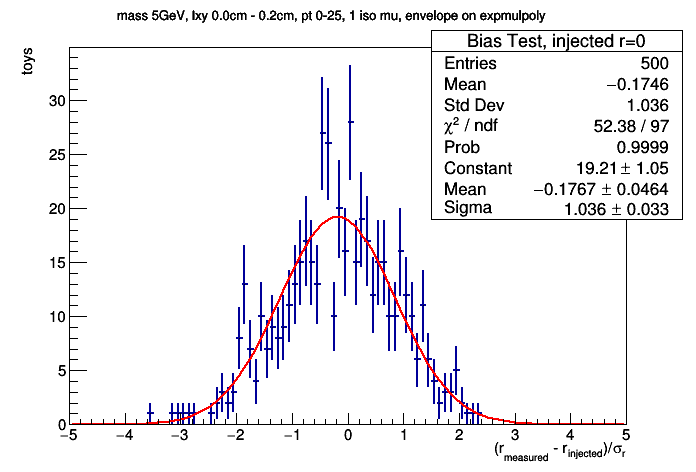 mass 5GeV, lxy 0.0cm - 0.2cm, pt 0-25, 1 iso mu, envelope on expmulpoly
Bias Test, injected r=0
Entries 500
Mean −0.1746
Std Dev 1.036
χ² / ndf 52.38 / 97
Prob 0.9999
Constant 19.21 ± 1.05
Mean −0.1767 ± 0.0464
Sigma 1.036 ± 0.033
toys
30
25
20
15
10
5
0
−5 −4 −3 −2 −1 0 1 2 3 4 5
(r_measured - r_injected)/σ_r